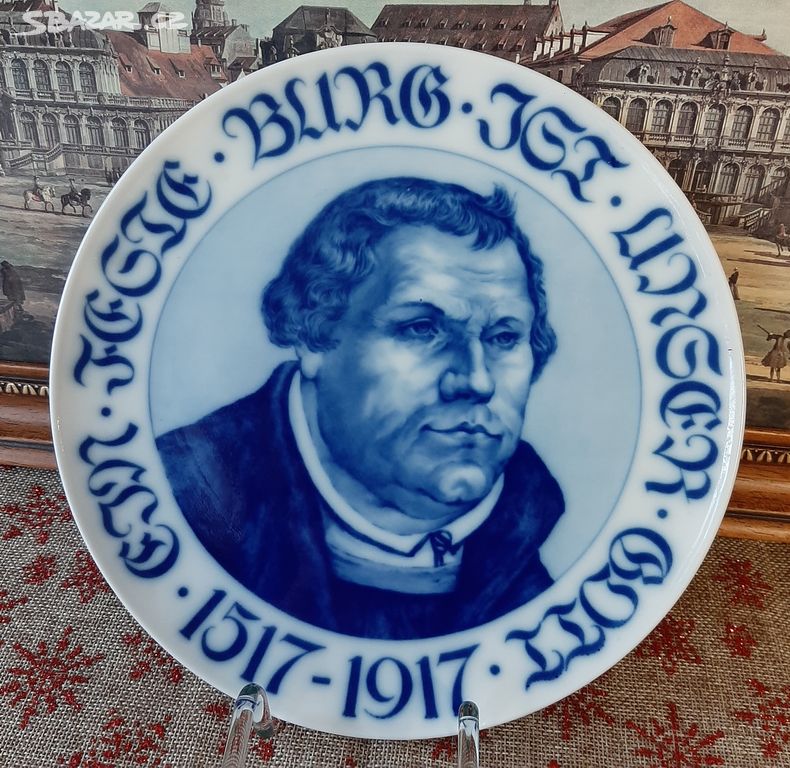 SBAZAR.CZ
EIN · FESTE · BURG · IST · UNSER · GOTT · 1517-1917 ·